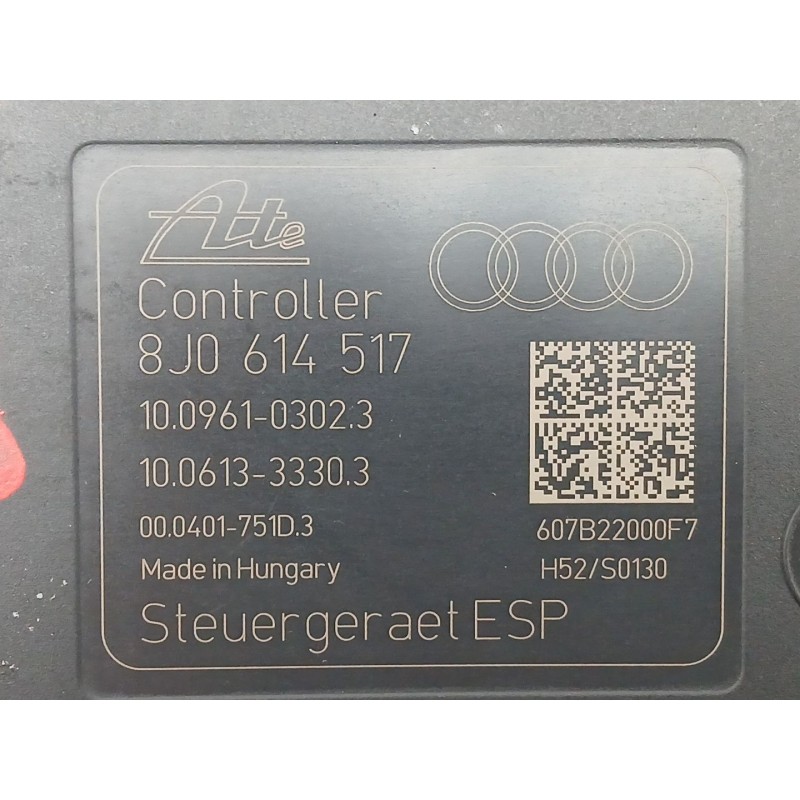 Ate
Controller
8J0 614 517
10.0961-0302.3
10.0613-3330.3
00.0401-751D.3
607B22000F7
Made in Hungary
H52/S0130
Steuergeraet ESP